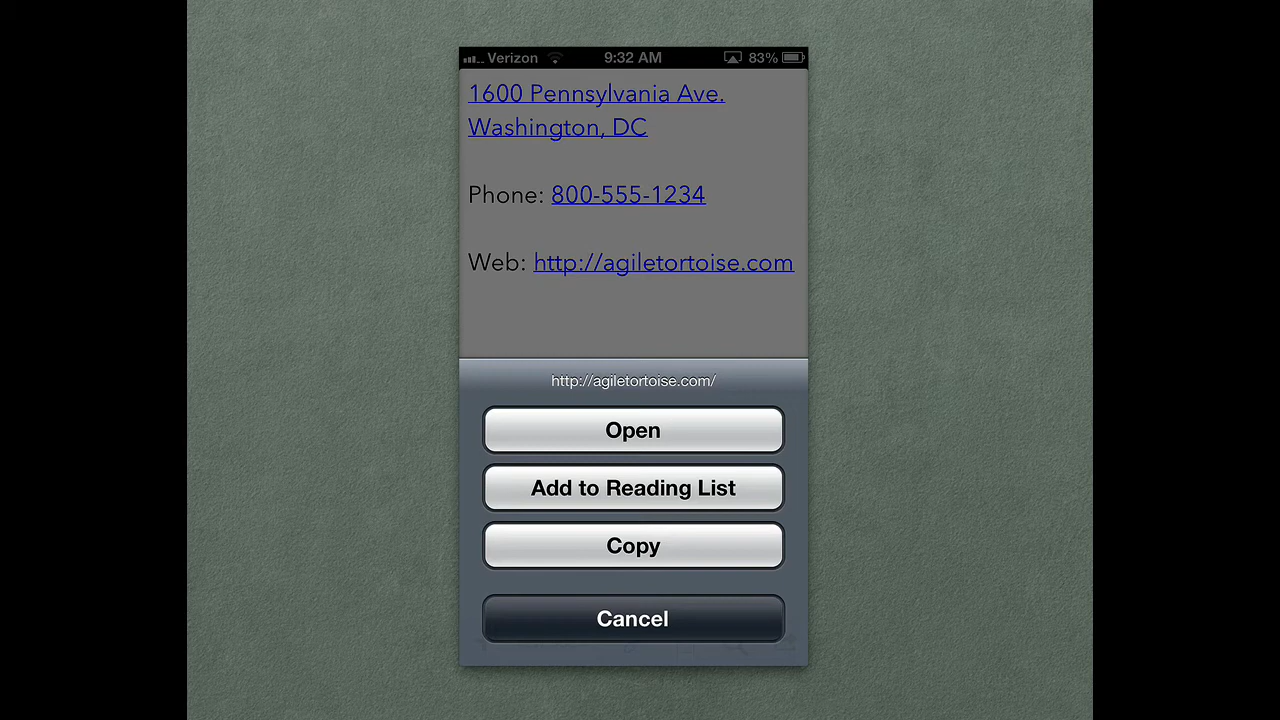 Verizon 9:32 AM 83%
1600 Pennsylvania Ave.
Washington, DC
Phone: 800-555-1234
Web: http://agiletortoise.com
http://agiletortoise.com/
Open
Add to Reading List
Copy
Cancel